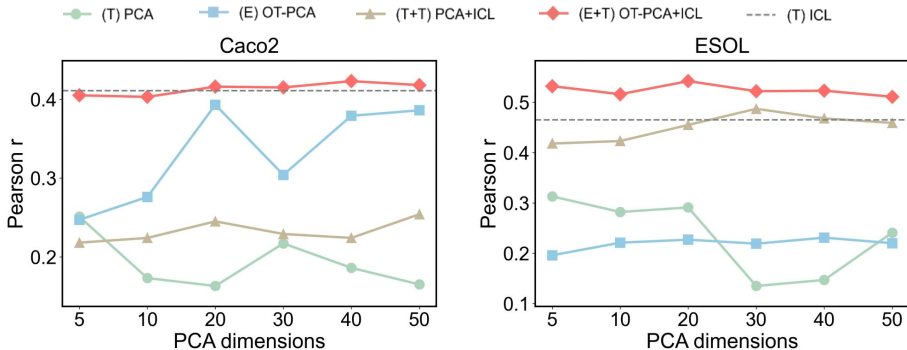 (T) PCA (E) OT-PCA (T+T) PCA+ICL (E+T) OT-PCA+ICL (T) ICL
Caco2
Pearson r
0.4
0.3
0.2
5 10 20 30 40 50
PCA dimensions
ESOL
Pearson r
0.5
0.4
0.3
0.2
0.1
5 10 20 30 40 50
PCA dimensions